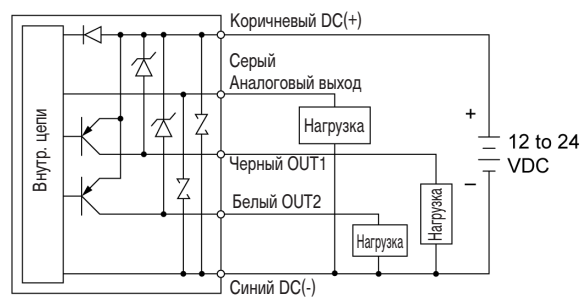 Коричневый DC(+)
Серый
Аналоговый выход
Нагрузка
Внутр. цепи
+
12 to 24
VDC
–
Черный OUT1
Белый OUT2
Нагрузка
Нагрузка
Синий DC(-)